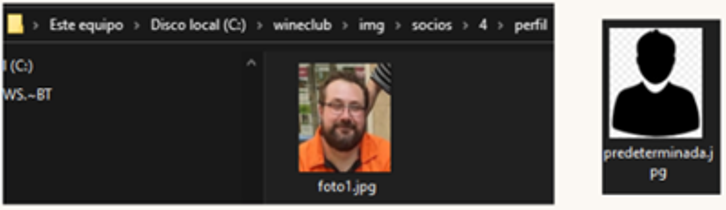 Este equipo > Disco local (C:) > wineclub > img > socios > 4 > perfil
l (C:)
WS.~BT
foto1.jpg
predeterminada.j
pg